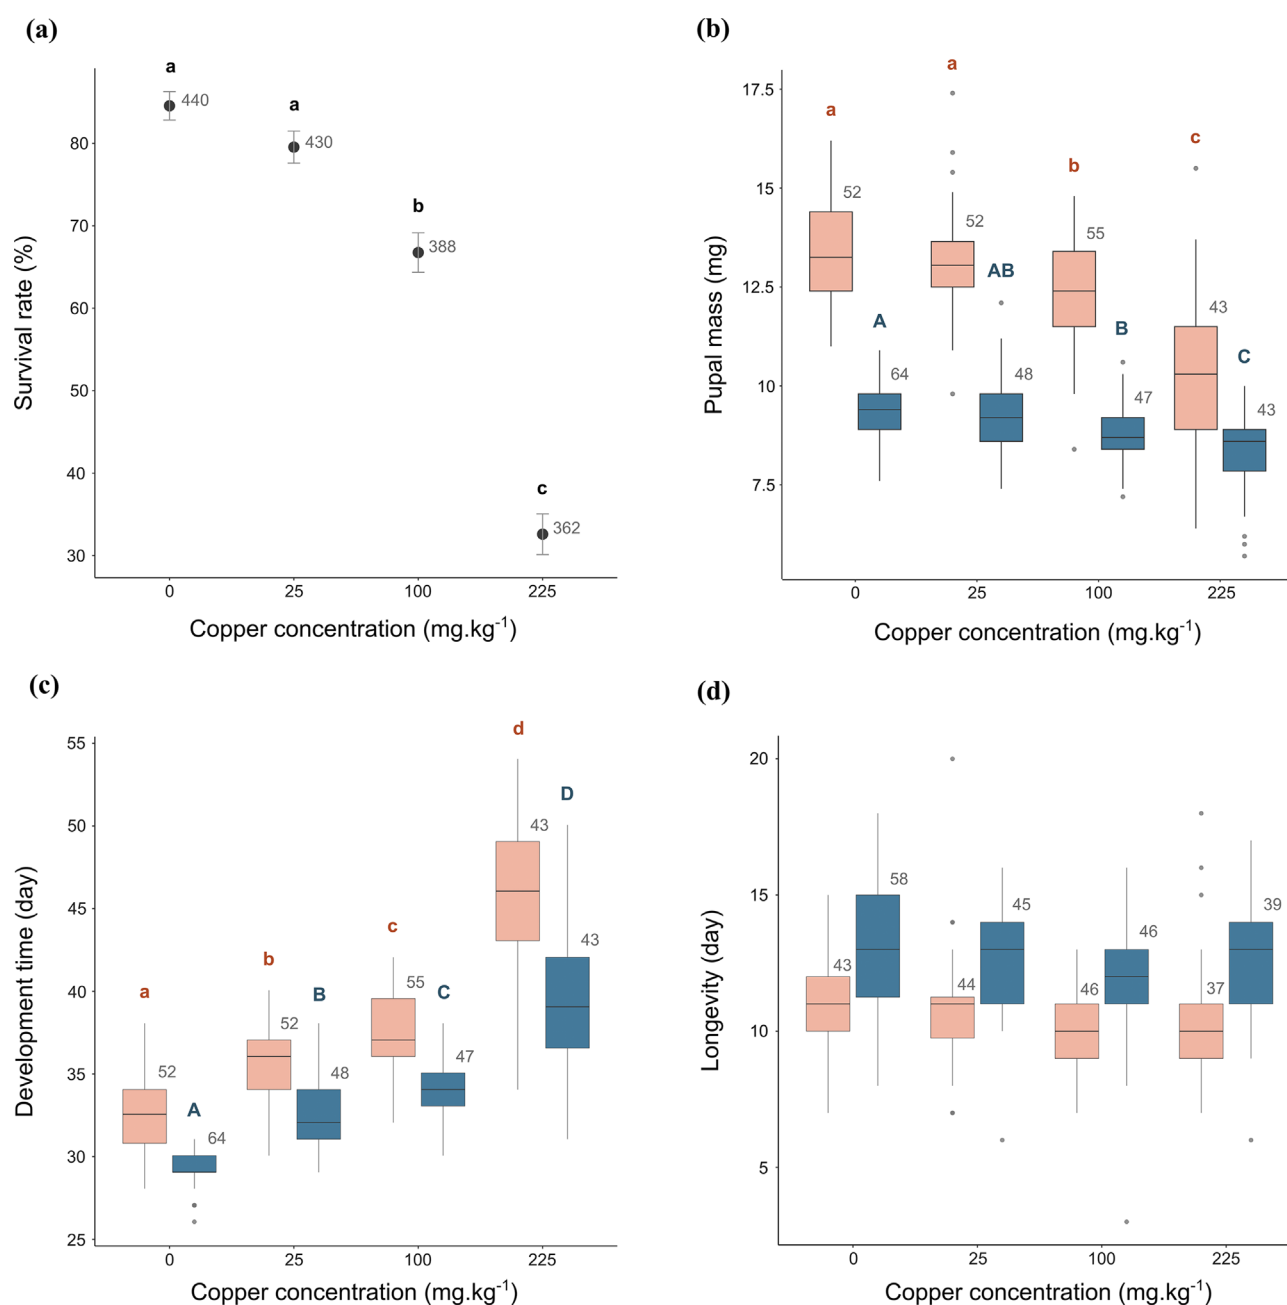 (a)
a
440
a
430
b
388
c
362
80
70
60
50
40
30
Survival rate (%)
0 25 100 225
Copper concentration (mg.kg-1)
(b)
17.5
15
12.5
10
7.5
Pupal mass (mg)
a
52
A
64
a
52
AB
48
b
55
B
47
c
43
C
43
0 25 100 225
Copper concentration (mg.kg-1)
(c)
55
50
45
40
35
30
25
Development time (day)
a
52
A
64
b
52
B
48
c
55
C
47
d
43
D
43
0 25 100 225
Copper concentration (mg.kg-1)
(d)
20
15
10
5
Longevity (day)
43
58
44
45
46
46
37
39
0 25 100 225
Copper concentration (mg.kg-1)